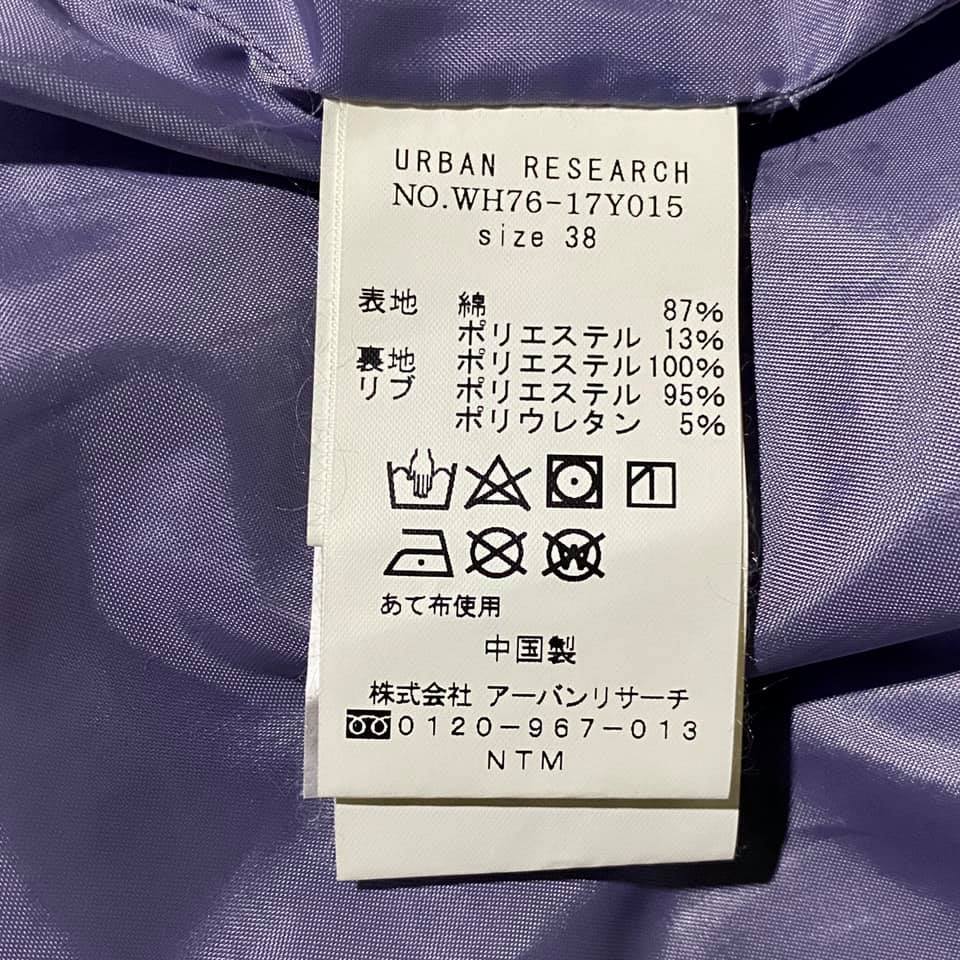 URBAN RESEARCH
NO.WH76-17Y015
size 38
表地 綿 87%
ポリエステル 13%
裏地 ポリエステル 100%
リブ ポリエステル 95%
ポリウレタン 5%
W
あて布使用
中国製
株式会社 アーバンリサーチ
0120-967-013
NTM